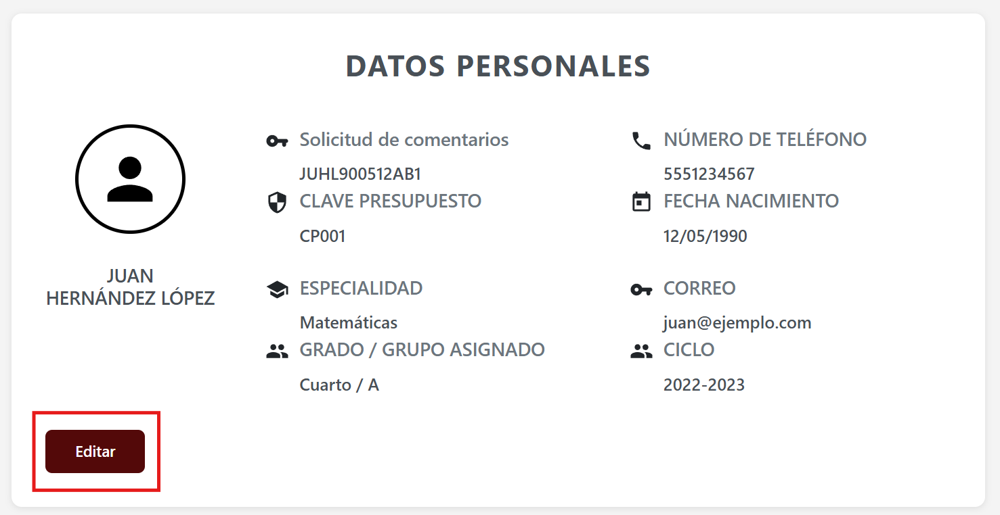 DATOS PERSONALES
JUAN
HERNÁNDEZ LÓPEZ
Solicitud de comentarios
JUHL900512AB1
CLAVE PRESUPUESTO
CP001
ESPECIALIDAD
Matemáticas
GRADO / GRUPO ASIGNADO
Cuarto / A
NÚMERO DE TELÉFONO
5551234567
FECHA NACIMIENTO
12/05/1990
CORREO
juan@ejemplo.com
CICLO
2022-2023
Editar